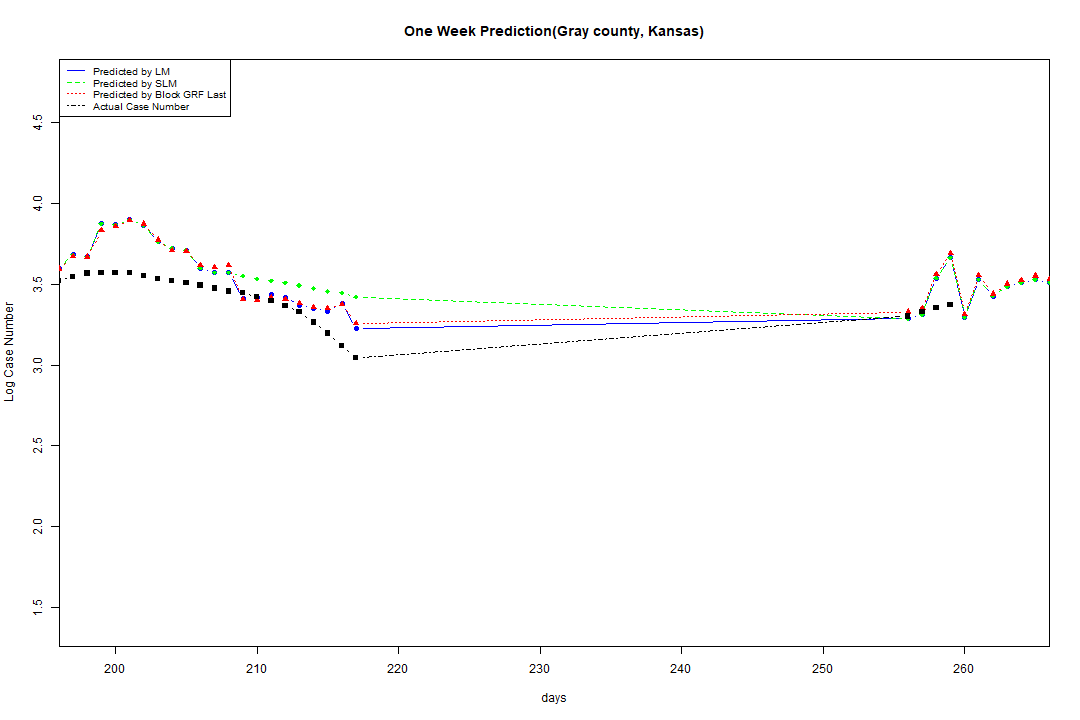 One Week Prediction(Gray county, Kansas)
Predicted by LM
Predicted by SLM
Predicted by Block GRF Last
Actual Case Number
4.5
4.0
3.5
3.0
2.5
2.0
1.5
Log Case Number
200 210 220 230 240 250 260
days